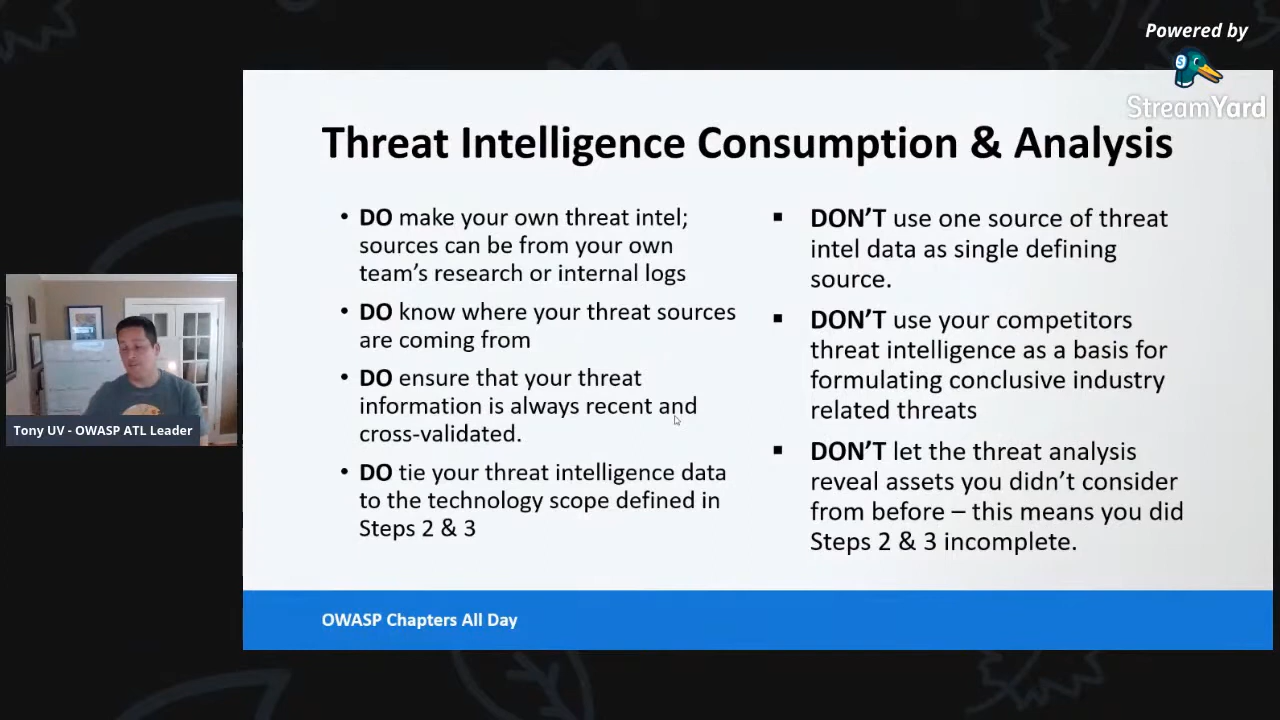 Powered by
StreamYard
Threat Intelligence Consumption & Analysis
• DO make your own threat intel;
sources can be from your own
team's research or internal logs
• DO know where your threat sources
are coming from
• DO ensure that your threat
information is always recent and
cross-validated.
• DO tie your threat intelligence data
to the technology scope defined in
Steps 2 & 3
▪ DON'T use one source of threat
intel data as single defining
source.
▪ DON'T use your competitors
threat intelligence as a basis for
formulating conclusive industry
related threats
▪ DON'T let the threat analysis
reveal assets you didn't consider
from before – this means you did
Steps 2 & 3 incomplete.
Tony UV - OWASP ATL Leader
OWASP Chapters All Day